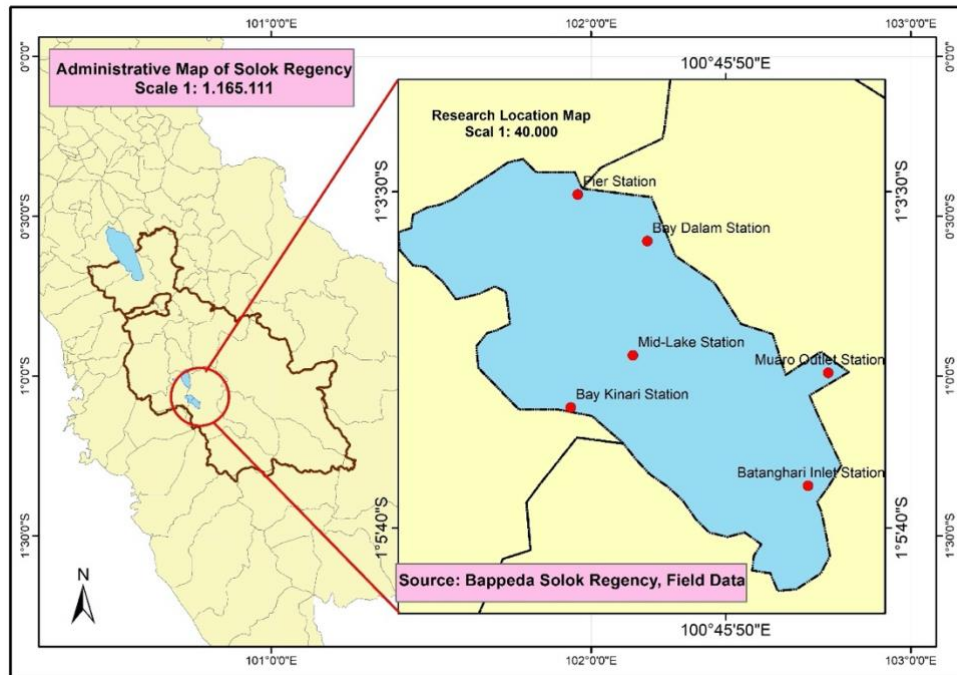 101°0'0"E
102°0'0"E
103°0'0"E
0°0'0"
0°0'0"
Administrative Map of Solok Regency
Scale 1: 1.165.111
100°45'50"E
Research Location Map
Scal 1: 40.000
1°3'30"S
1°3'30"S
Pier Station
0°30'0"S
0°30'0"S
Bay Dalam Station
Mid-Lake Station
Muaro Outlet Station
1°0'0"S
1°0'0"S
Bay Kinari Station
Batanghari Inlet Station
1°5'40"S
1°5'40"S
1°30'0"S
1°30'0"S
Source: Bappeda Solok Regency, Field Data
N
100°45'50"E
101°0'0"E
102°0'0"E
103°0'0"E